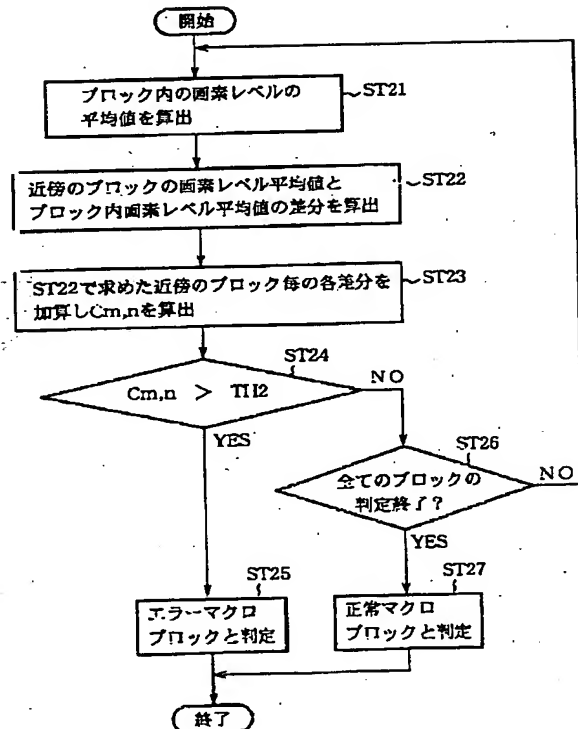 開始
ブロック内の画素レベルの
平均値を算出
ST21
近傍のブロックの画素レベル平均値と
ブロック内画素レベル平均値の差分を算出
ST22
ST22で求めた近傍のブロック毎の各差分を
加算しCm,nを算出
ST23
ST24
Cm,n > TH2
NO
YES
ST26
全てのブロックの
判定終了?
NO
YES
ST25
エラーマクロ
ブロックと判定
ST27
正常マクロ
ブロックと判定
終了